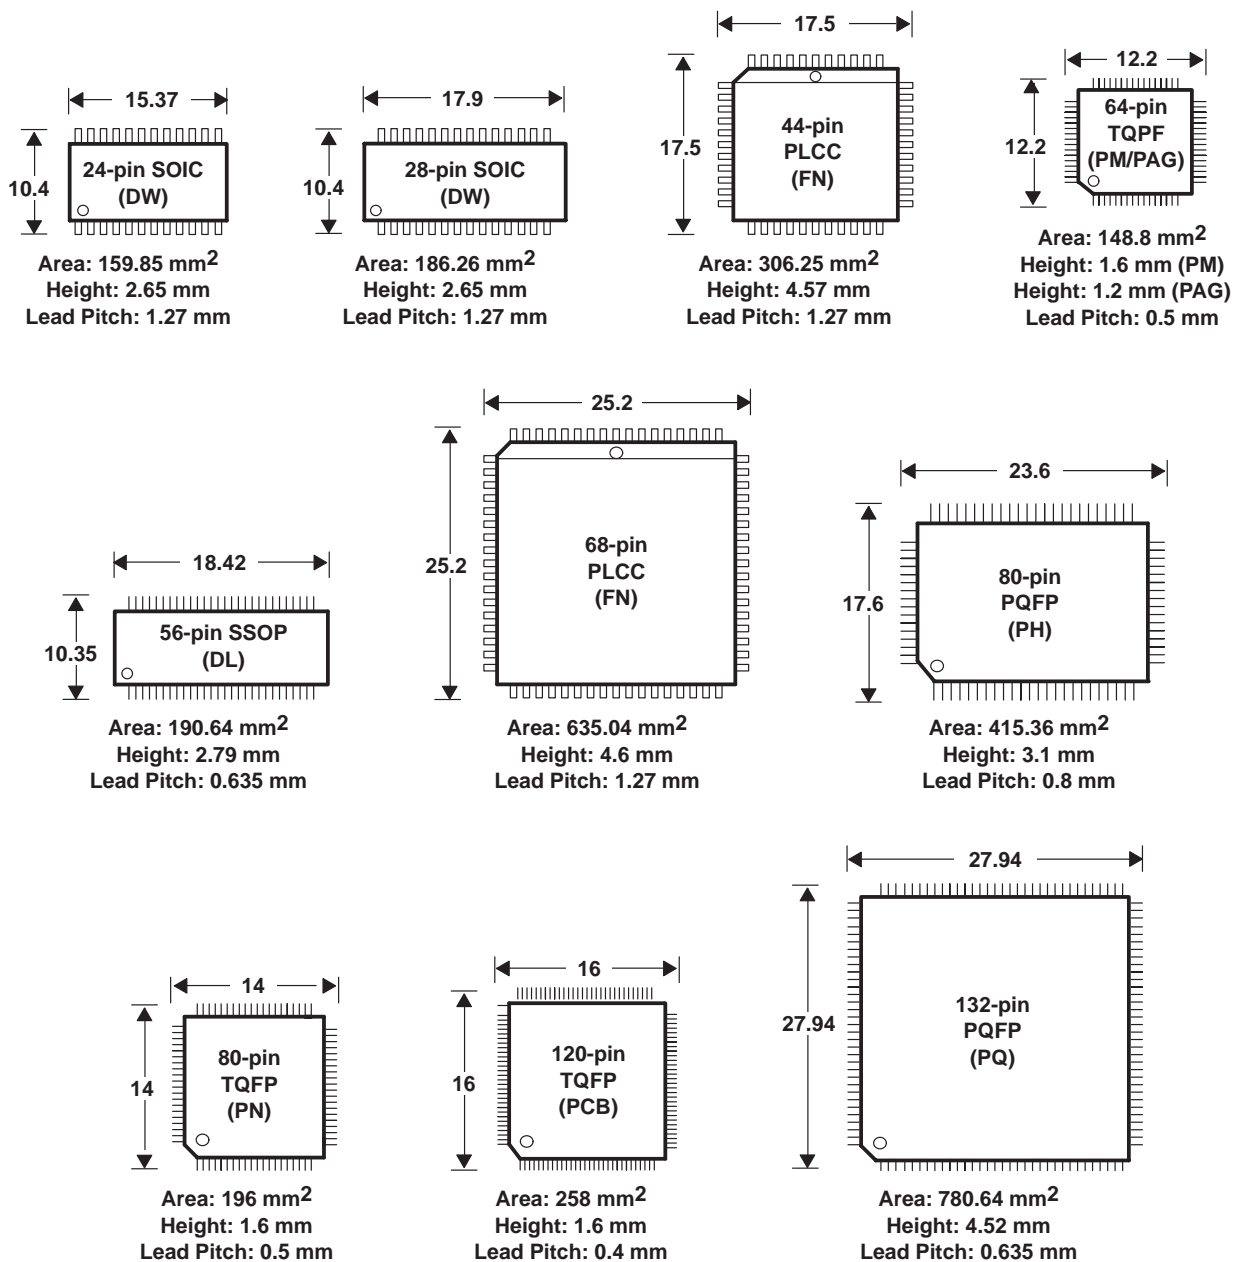 15.37
10.4
24-pin SOIC
(DW)
Area: 159.85 mm2
Height: 2.65 mm
Lead Pitch: 1.27 mm
17.9
10.4
28-pin SOIC
(DW)
Area: 186.26 mm2
Height: 2.65 mm
Lead Pitch: 1.27 mm
17.5
17.5
44-pin
PLCC
(FN)
Area: 306.25 mm2
Height: 4.57 mm
Lead Pitch: 1.27 mm
12.2
12.2
64-pin
TQPF
(PM/PAG)
Area: 148.8 mm2
Height: 1.6 mm (PM)
Height: 1.2 mm (PAG)
Lead Pitch: 0.5 mm
18.42
10.35
56-pin SSOP
(DL)
Area: 190.64 mm2
Height: 2.79 mm
Lead Pitch: 0.635 mm
25.2
25.2
68-pin
PLCC
(FN)
Area: 635.04 mm2
Height: 4.6 mm
Lead Pitch: 1.27 mm
23.6
17.6
80-pin
PQFP
(PH)
Area: 415.36 mm2
Height: 3.1 mm
Lead Pitch: 0.8 mm
14
14
80-pin
TQFP
(PN)
Area: 196 mm2
Height: 1.6 mm
Lead Pitch: 0.5 mm
16
16
120-pin
TQFP
(PCB)
Area: 258 mm2
Height: 1.6 mm
Lead Pitch: 0.4 mm
27.94
27.94
132-pin
PQFP
(PQ)
Area: 780.64 mm2
Height: 4.52 mm
Lead Pitch: 0.635 mm